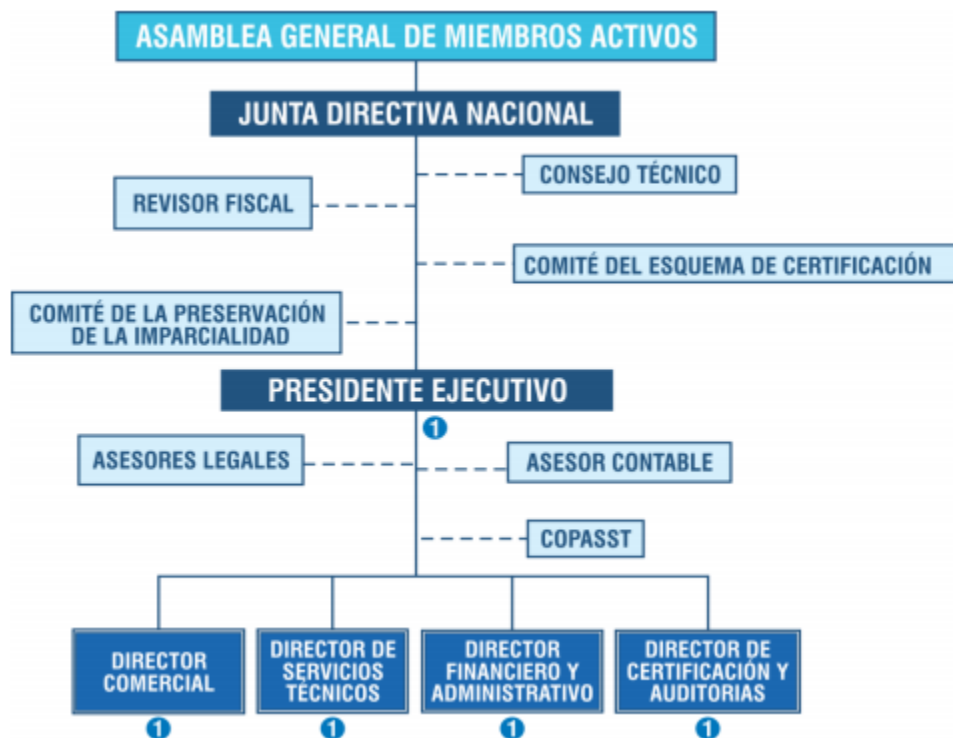 ASAMBLEA GENERAL DE MIEMBROS ACTIVOS
JUNTA DIRECTIVA NACIONAL
CONSEJO TÉCNICO
REVISOR FISCAL
COMITÉ DEL ESQUEMA DE CERTIFICACIÓN
COMITÉ DE LA PRESERVACIÓN
DE LA IMPARCIALIDAD
PRESIDENTE EJECUTIVO
1
ASESORES LEGALES
ASESOR CONTABLE
COPASST
DIRECTOR
COMERCIAL
1
DIRECTOR DE
SERVICIOS
TÉCNICOS
1
DIRECTOR
FINANCIERO Y
ADMINISTRATIVO
1
DIRECTOR DE
CERTIFICACIÓN Y
AUDITORIAS
1